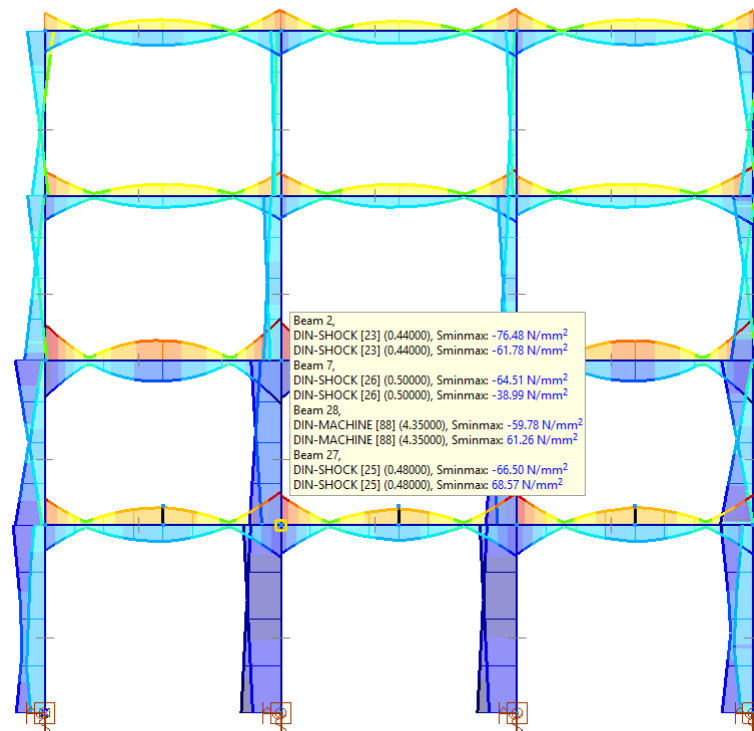 Beam 2,
DIN-SHOCK [23] (0.44000), Sminmax: -76.48 N/mm²
DIN-SHOCK [23] (0.44000), Sminmax: -61.78 N/mm²
Beam 7,
DIN-SHOCK [26] (0.50000), Sminmax: -64.51 N/mm²
DIN-SHOCK [26] (0.50000), Sminmax: -38.99 N/mm²
Beam 28,
DIN-MACHINE [88] (4.35000), Sminmax: -59.78 N/mm²
DIN-MACHINE [88] (4.35000), Sminmax: 61.26 N/mm²
Beam 27,
DIN-SHOCK [25] (0.48000), Sminmax: -66.50 N/mm²
DIN-SHOCK [25] (0.48000), Sminmax: 68.57 N/mm²